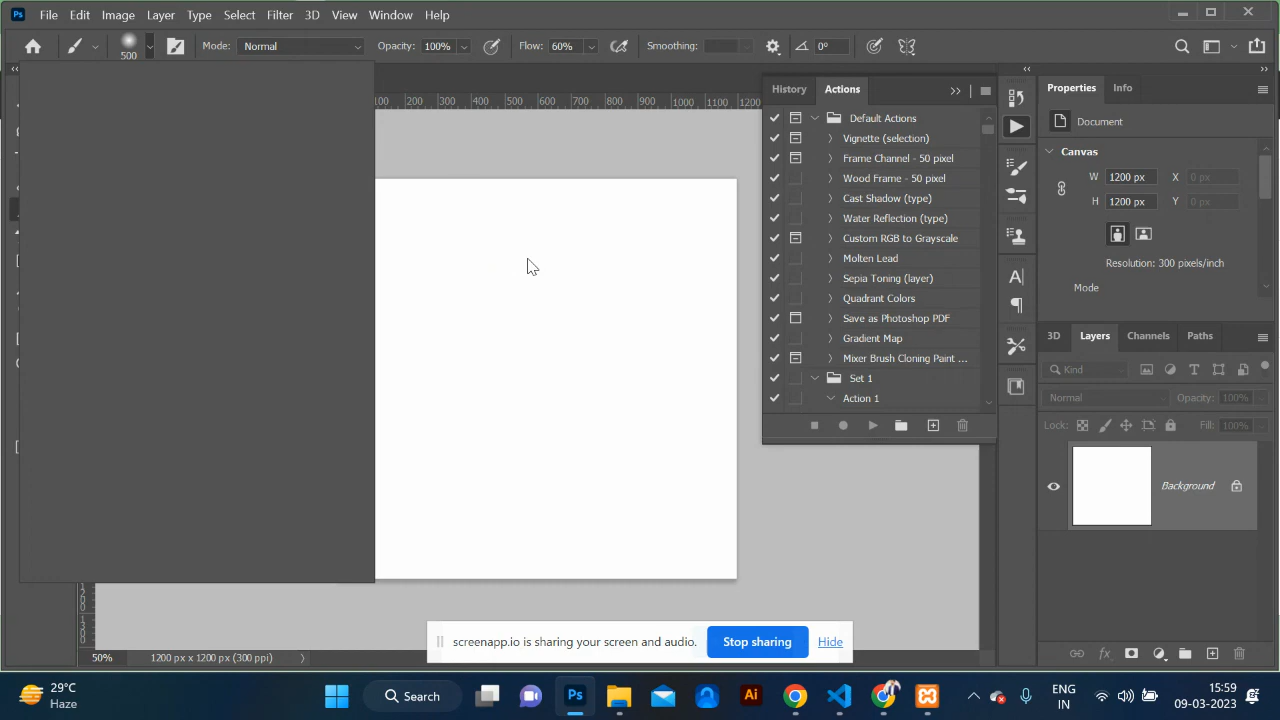 Ps File Edit Image Layer Type Select Filter 3D View Window Help
500 Mode: Normal Opacity: 100% Flow: 60% Smoothing: 0°
100 200 300 400 500 600 700 800 900 1000 1100 1200
History Actions
Default Actions
Vignette (selection)
Frame Channel - 50 pixel
Wood Frame - 50 pixel
Cast Shadow (type)
Water Reflection (type)
Custom RGB to Grayscale
Molten Lead
Sepia Toning (layer)
Quadrant Colors
Save as Photoshop PDF
Gradient Map
Mixer Brush Cloning Paint ...
Set 1
Action 1
Properties Info
Document
Canvas
W 1200 px X 0 px
H 1200 px Y 0 px
Resolution: 300 pixels/inch
Mode
3D Layers Channels Paths
Kind
Normal Opacity: 100%
Lock: Fill: 100%
Background
screenapp.io is sharing your screen and audio. Stop sharing Hide
50% 1200 px x 1200 px (300 ppi)
29°C
Haze
Search
Ps
Ai
ENG
IN
15:59
09-03-2023